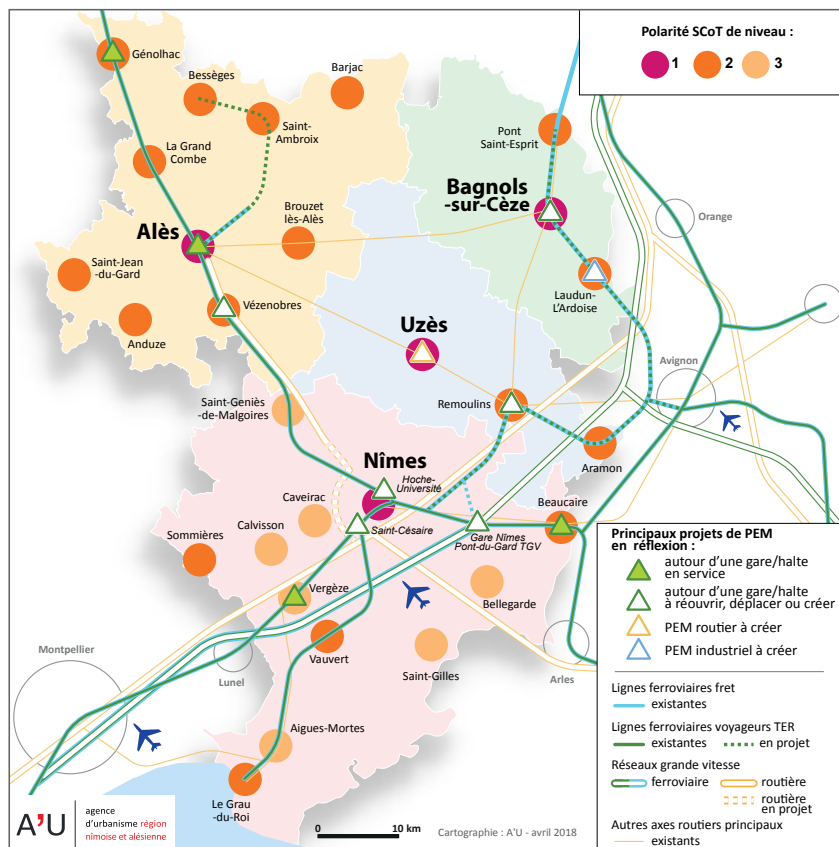 Polarité SCoT de niveau :
1
2
3
Génolhac
Bessèges
Barjac
Saint-
Ambroix
La Grand
Combe
Pont
Saint-Esprit
Bagnols
-sur-Cèze
Orange
Alès
Brouzet
lès-Alès
Saint-Jean
-du-Gard
Laudun-
L'Ardoise
Vézenobres
Anduze
Uzès
Avignon
Saint-Geniès
-de-Malgoires
Remoulins
Aramon
Nîmes
Hoche-
Université
Caveirac
Beaucaire
Calvisson
Saint-Césaire
Gare Nîmes
Pont-du-Gard TGV
Sommières
Vergèze
Bellegarde
Montpellier
Lunel
Vauvert
Saint-Gilles
Arles
Aigues-Mortes
Le Grau
-du-Roi
Principaux projets de PEM
en réflexion :
autour d'une gare/halte
en service
autour d'une gare/halte
à réouvrir, déplacer ou créer
PEM routier à créer
PEM industriel à créer
Lignes ferroviaires fret
existantes
Lignes ferroviaires voyageurs TER
existantes
en projet
Réseaux grande vitesse
ferroviaire
routière
routière
en projet
Autres axes routiers principaux
existants
A'U
agence
d'urbanisme région
nîmoise et alésienne
0
10 km
Cartographie : A'U - avril 2018